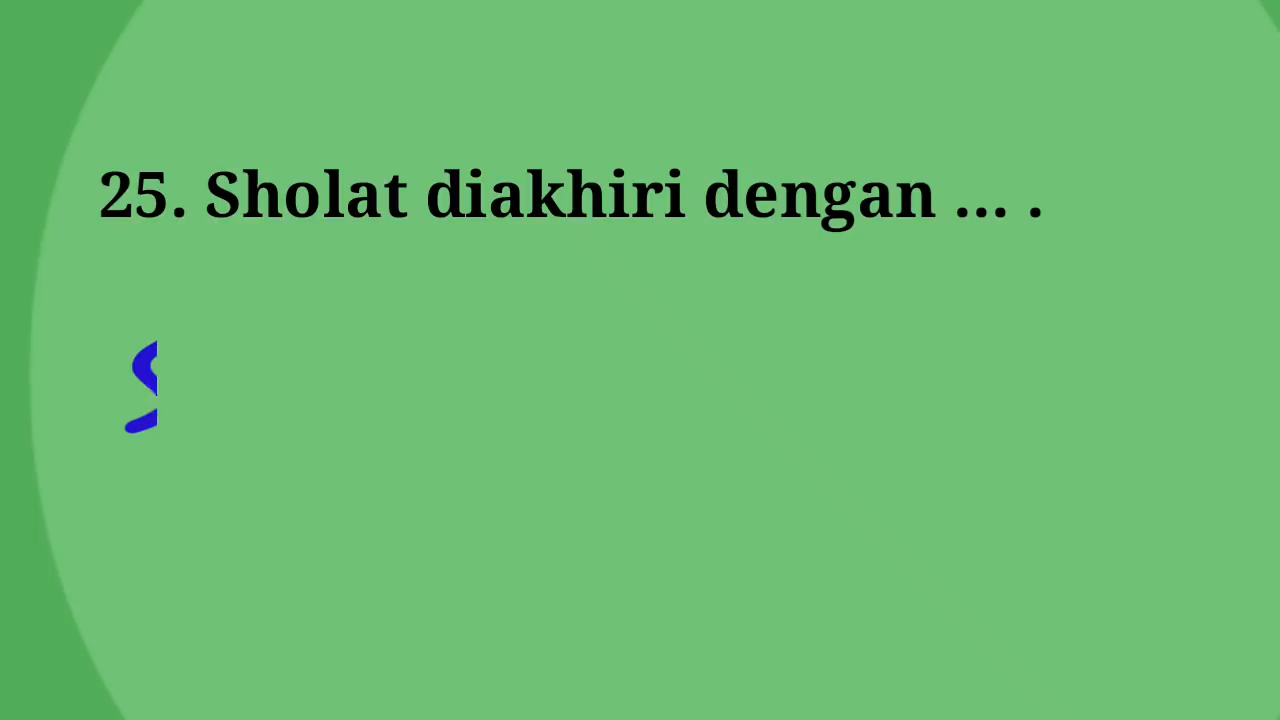 25. Sholat diakhiri dengan ... .